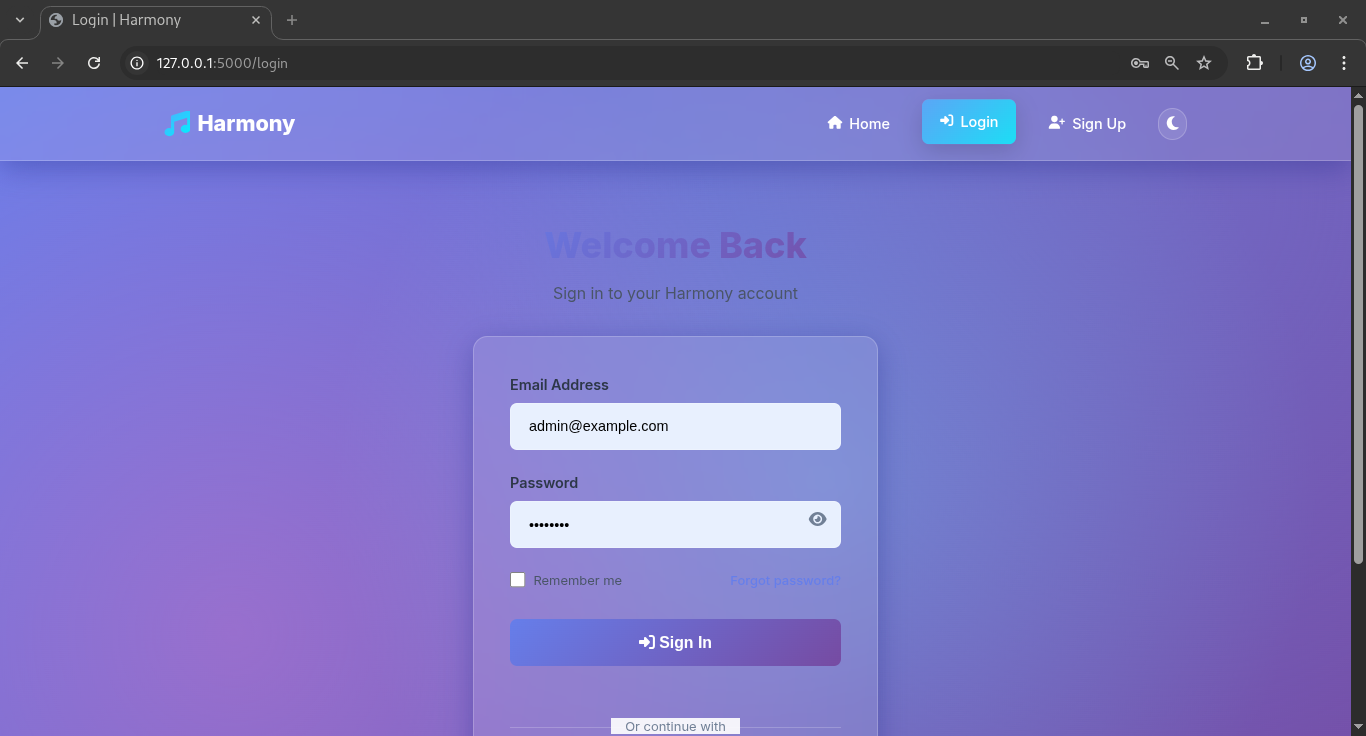 Login | Harmony
127.0.0.1:5000/login
Harmony
Home
Login
Sign Up
Welcome Back
Sign in to your Harmony account
Email Address
admin@example.com
Password
••••••••
Remember me
Forgot password?
Sign In
Or continue with